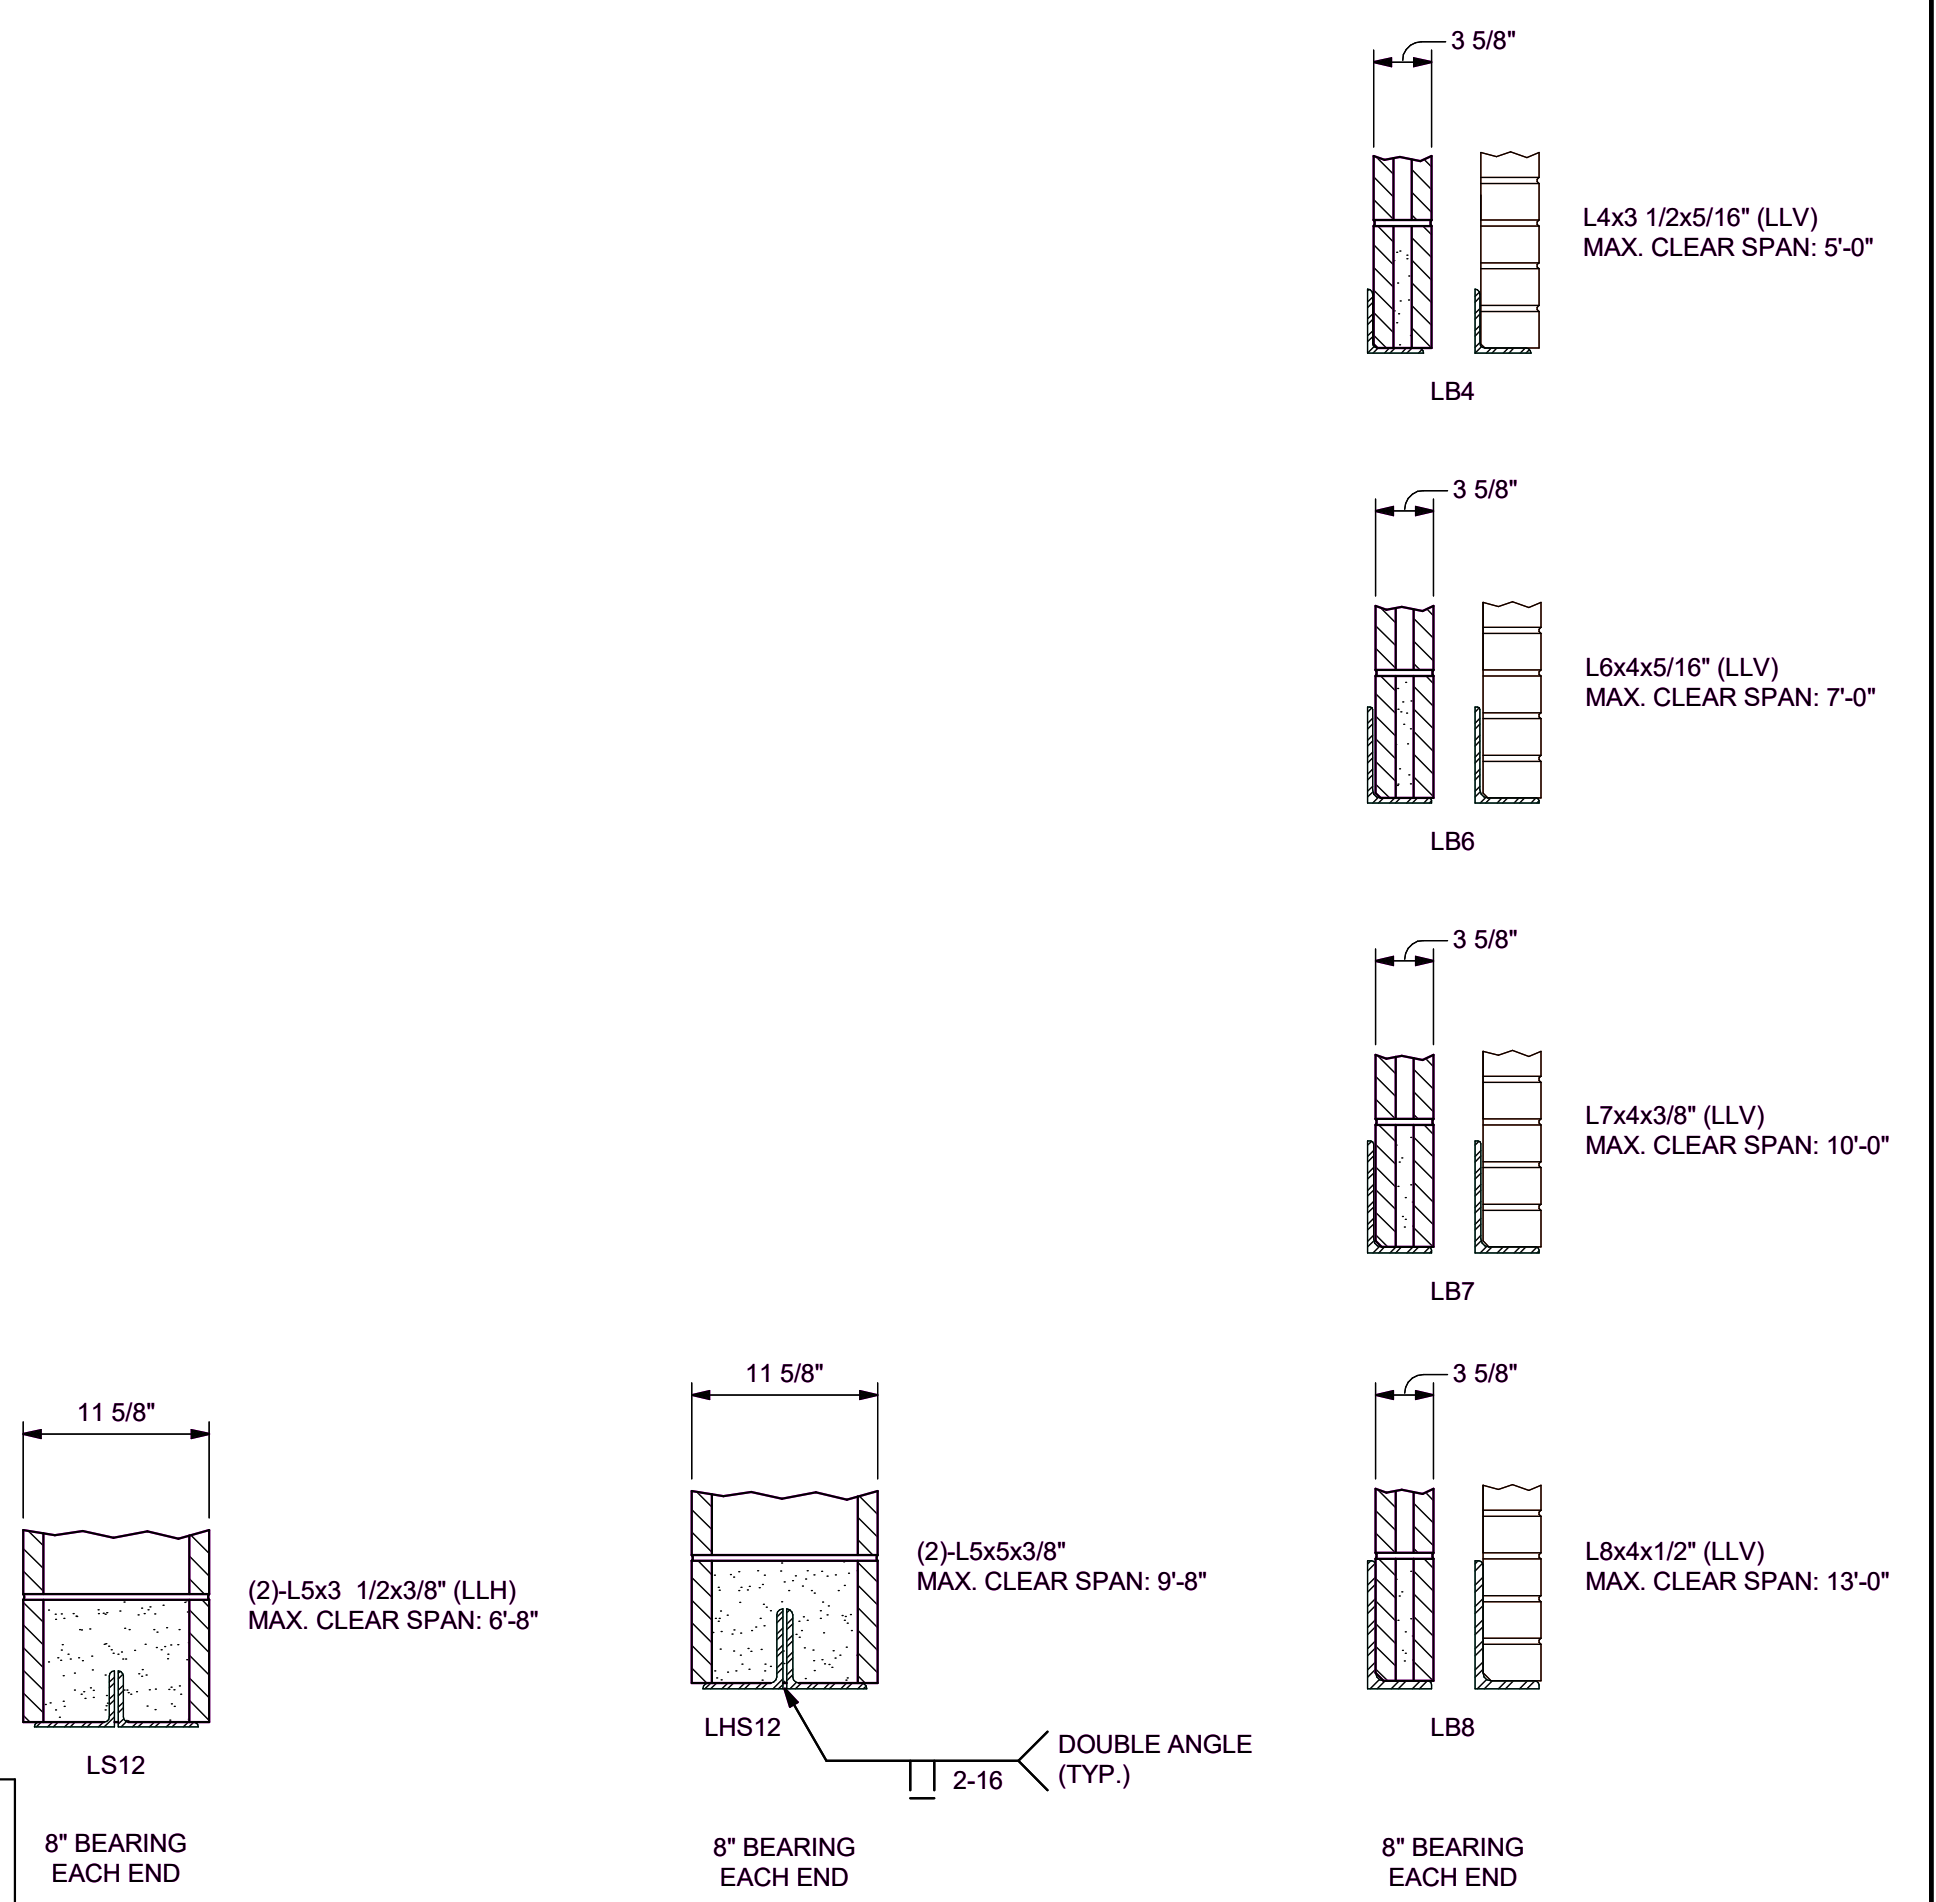 3 5/8"
L4x3 1/2x5/16" (LLV)
MAX. CLEAR SPAN: 5'-0"
LB4
3 5/8"
L6x4x5/16" (LLV)
MAX. CLEAR SPAN: 7'-0"
LB6
3 5/8"
L7x4x3/8" (LLV)
MAX. CLEAR SPAN: 10'-0"
LB7
11 5/8"
(2)-L5x3 1/2x3/8" (LLH)
MAX. CLEAR SPAN: 6'-8"
LS12
8" BEARING
EACH END
11 5/8"
(2)-L5x5x3/8"
MAX. CLEAR SPAN: 9'-8"
LHS12
DOUBLE ANGLE
(TYP.)
2-16
8" BEARING
EACH END
3 5/8"
L8x4x1/2" (LLV)
MAX. CLEAR SPAN: 13'-0"
LB8
8" BEARING
EACH END